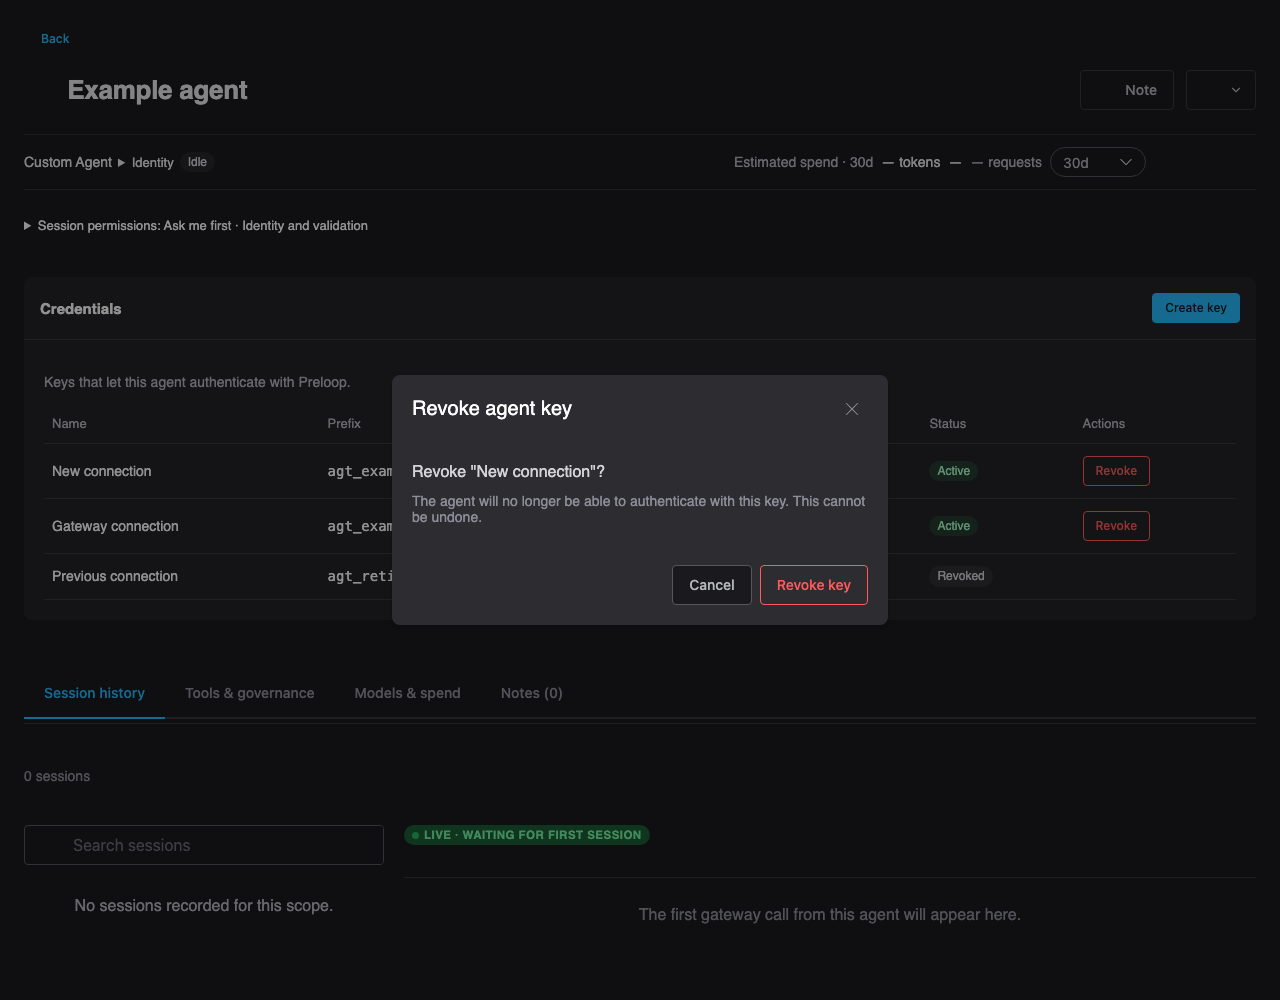 Back
Example agent
Note
Custom Agent Identity Idle
Estimated spend · 30d — tokens — — requests 30d
Session permissions: Ask me first · Identity and validation
Credentials
Create key
Keys that let this agent authenticate with Preloop.
Name Prefix Status Actions
New connection agt_exam Active Revoke
Gateway connection agt_exam Active Revoke
Previous connection agt_reti Revoked
Revoke agent key
Revoke "New connection"?
The agent will no longer be able to authenticate with this key. This cannot
be undone.
Cancel Revoke key
Session history Tools & governance Models & spend Notes (0)
0 sessions
Search sessions
LIVE · WAITING FOR FIRST SESSION
No sessions recorded for this scope.
The first gateway call from this agent will appear here.